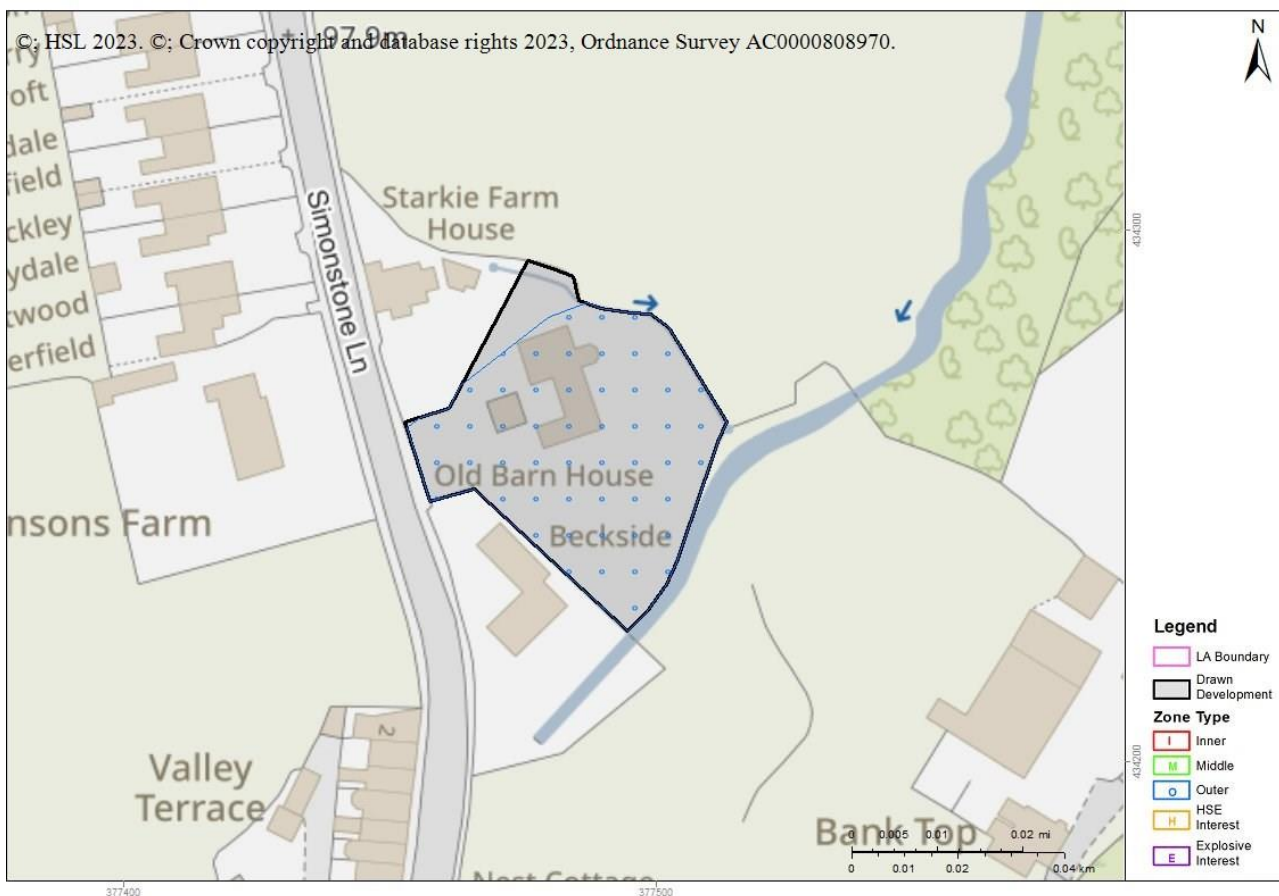 ©; HSL 2023. ©; Crown copyright and database rights 2023, Ordnance Survey AC0000808970.
97.9m
N
rry
oft
dale
field
ckley
ydale
twood
erfield
Simonstone Ln
Starkie Farm
House
434300
Old Barn House
Beckside
nsons Farm
Valley
Terrace
2
Bank Top
Nest Cottage
434200
0 0.005 0.01 0.02 mi
0 0.01 0.02 0.04 km
377400
377500
Legend
LA Boundary
Drawn
Development
Zone Type
I Inner
M Middle
O Outer
H HSE
Interest
E Explosive
Interest